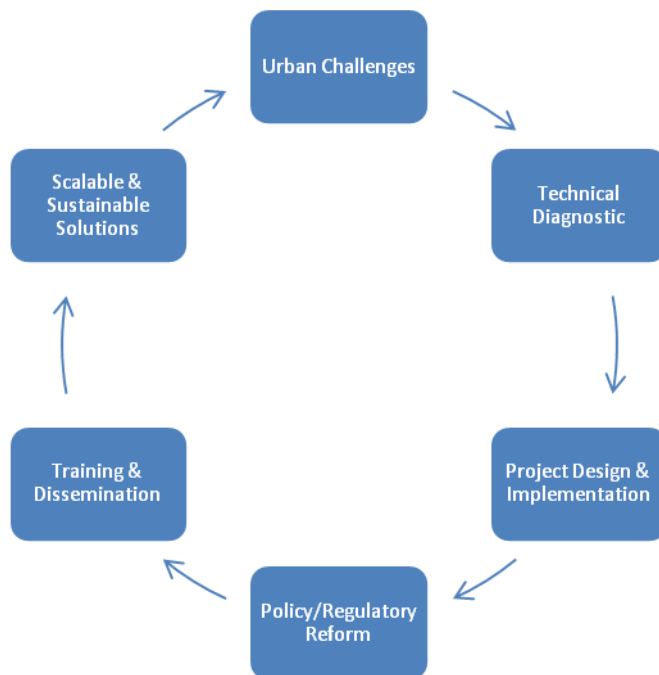 Urban Challenges
Technical
Diagnostic
Project Design &
Implementation
Policy/Regulatory
Reform
Training &
Dissemination
Scalable &
Sustainable
Solutions